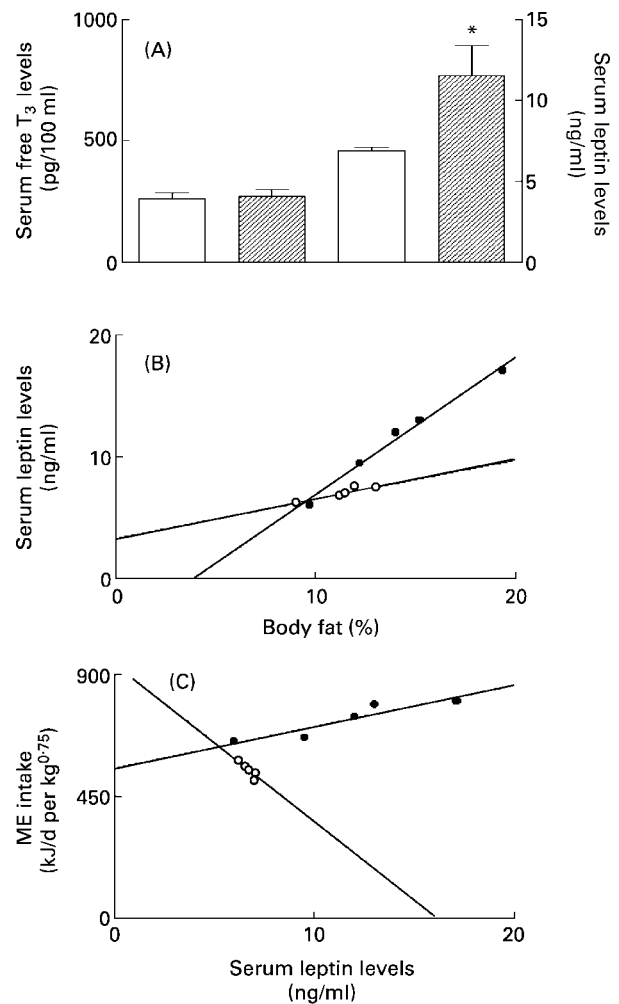 1000
500
0
Serum free T₃ levels
(pg/100 ml)
(A)
*
15
10
5
0
Serum leptin levels
(ng/ml)
20
10
0
Serum leptin levels
(ng/ml)
(B)
0
10
20
Body fat (%)
900
450
0
ME intake
(kJ/d per kg⁰·⁷⁵)
(C)
0
10
20
Serum leptin levels
(ng/ml)